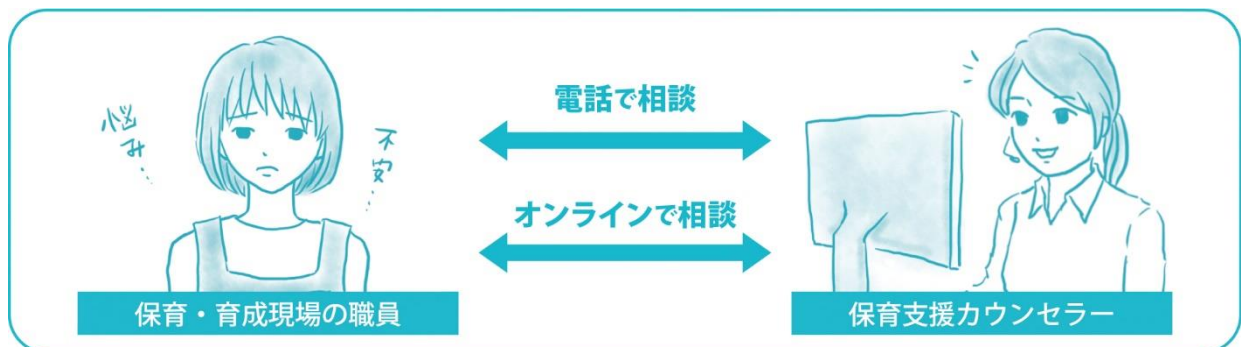 悩み…
不安…
電話で相談
オンラインで相談
保育・育成現場の職員
保育支援カウンセラー